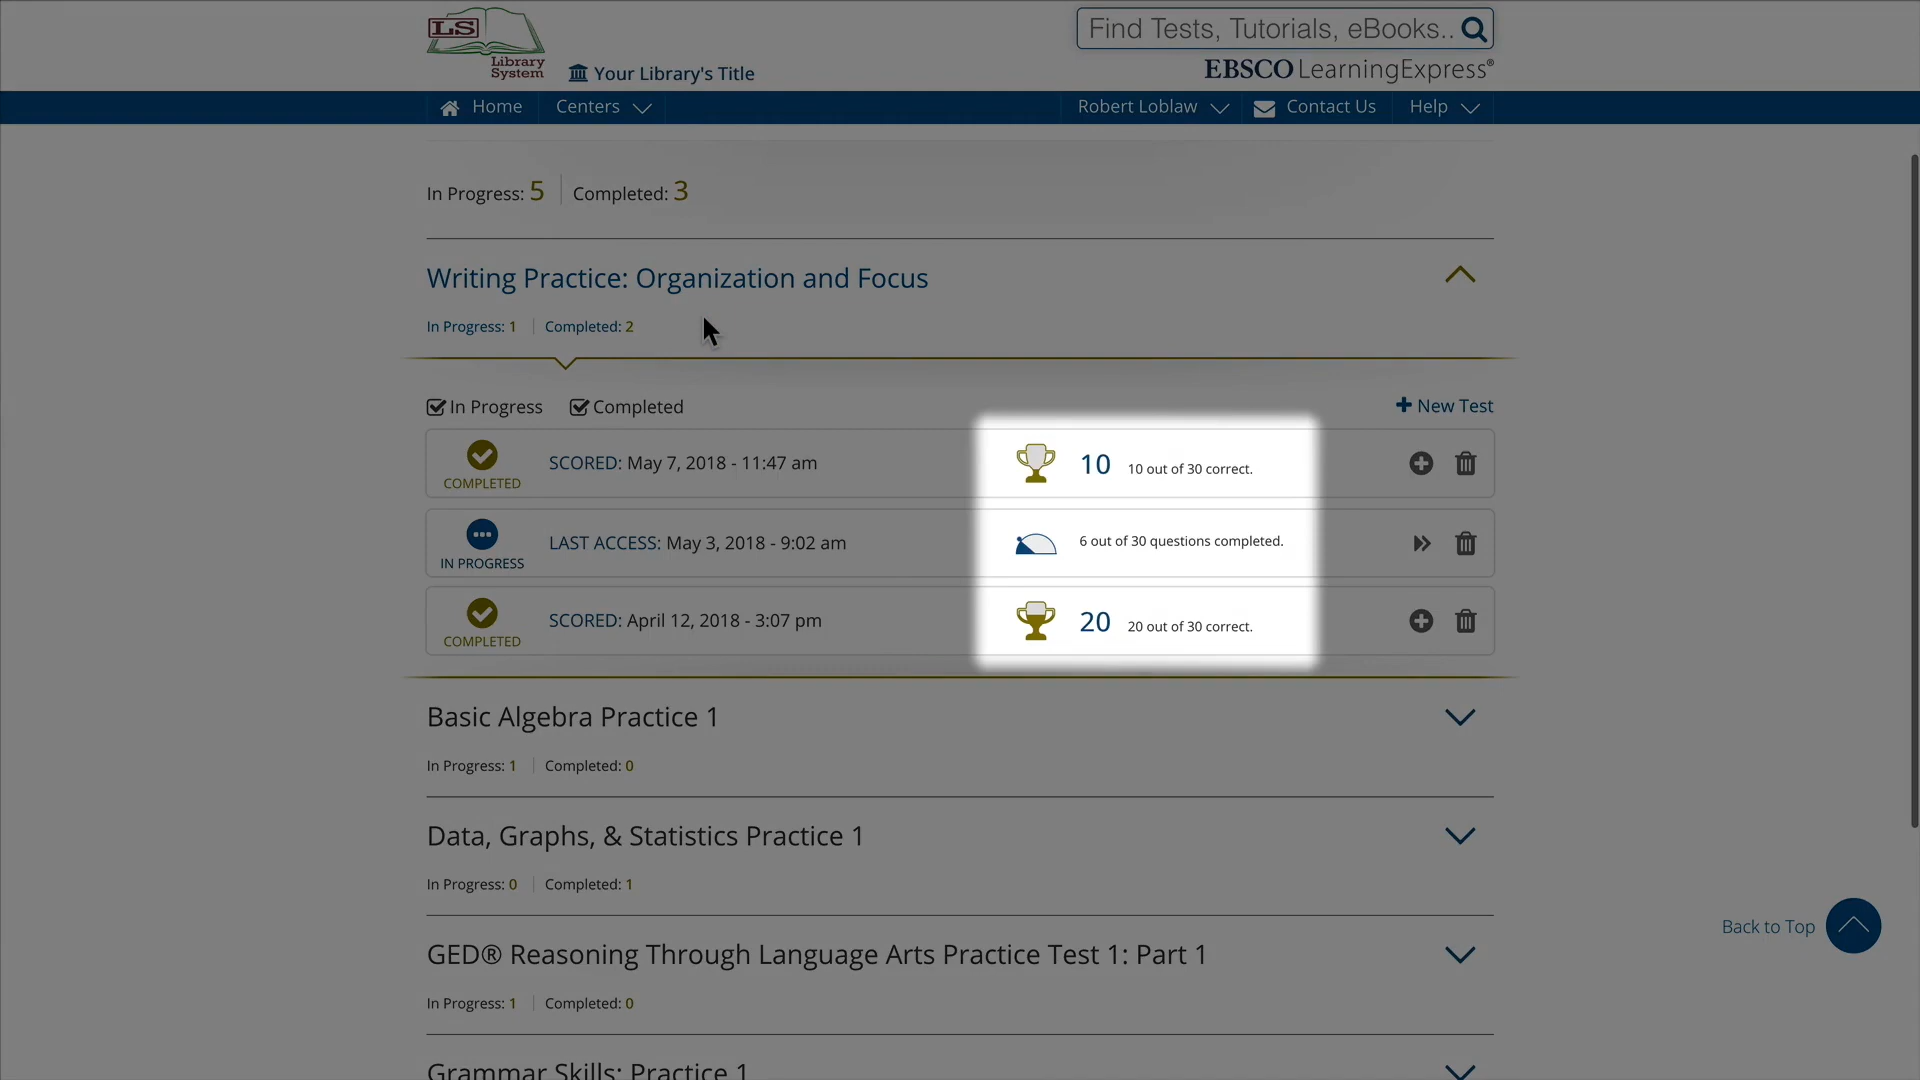 LS
Library
System
Your Library's Title
Find Tests, Tutorials, eBooks..
EBSCO LearningExpress®
Home Centers Robert Loblaw Contact Us Help
In Progress: 5 Completed: 3
Writing Practice: Organization and Focus
In Progress: 1 Completed: 2
In Progress Completed + New Test
COMPLETED SCORED: May 7, 2018 - 11:47 am 10 10 out of 30 correct.
IN PROGRESS LAST ACCESS: May 3, 2018 - 9:02 am 6 out of 30 questions completed.
COMPLETED SCORED: April 12, 2018 - 3:07 pm 20 20 out of 30 correct.
Basic Algebra Practice 1
In Progress: 1 Completed: 0
Data, Graphs, & Statistics Practice 1
In Progress: 0 Completed: 1
Back to Top
GED® Reasoning Through Language Arts Practice Test 1: Part 1
In Progress: 1 Completed: 0
Grammar Skills: Practice 1